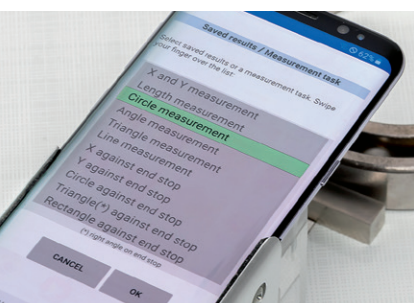 62%
Saved results / Measurement task
Select saved results or a measurement task. Swipe
your finger over the list:
X and Y measurement
Length measurement
Circle measurement
Angle measurement
Triangle measurement
Line measurement
X against end stop
Y against end stop
Circle against end stop
Triangle(*) against end stop
Rectangle against end stop
(*) right angle on end stop
CANCEL
OK